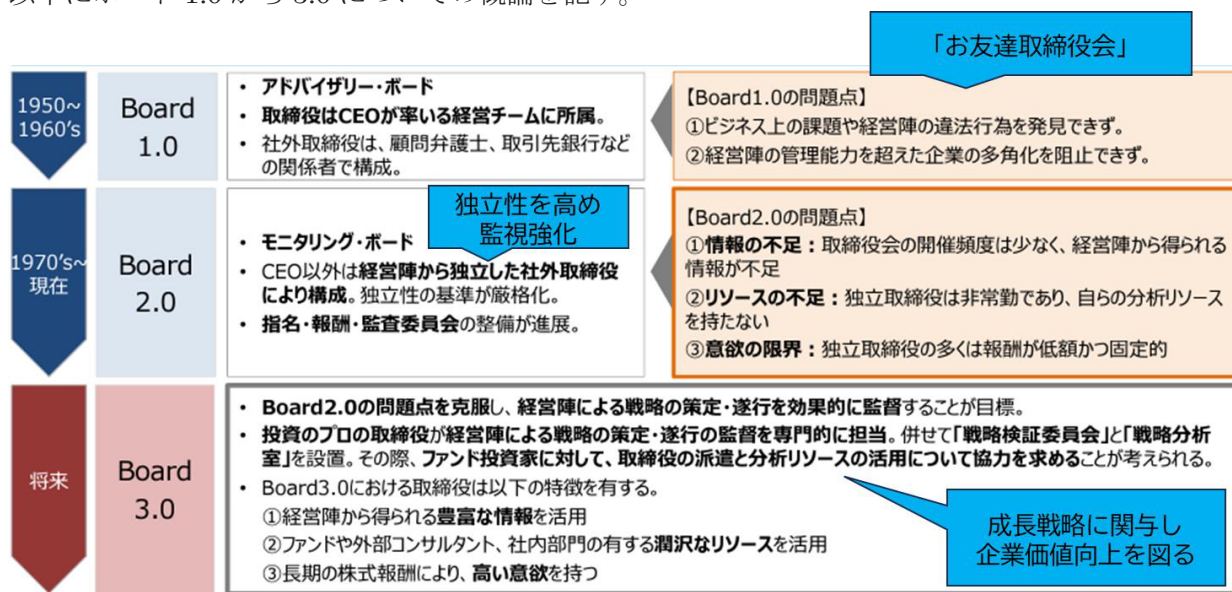 以下にボード 1.0 から 3.0 についての概論を記す。
「お友達取締役会」
1950~
1960's
Board
1.0
• アドバイザリー・ボード
• 取締役はCEOが率いる経営チームに所属。
• 社外取締役は、顧問弁護士、取引先銀行など
の関係者で構成。
【Board1.0の問題点】
①ビジネス上の課題や経営陣の違法行為を発見できず。
②経営陣の管理能力を超えた企業の多角化を阻止できず。
1970's~
現在
Board
2.0
独立性を高め
監視強化
• モニタリング・ボード
• CEO以外は経営陣から独立した社外取締役
により構成。独立性の基準が厳格化。
• 指名・報酬・監査委員会の整備が進展。
【Board2.0の問題点】
①情報の不足：取締役会の開催頻度は少なく、経営陣から得られる
情報が不足
②リソースの不足：独立取締役は非常勤であり、自らの分析リソース
を持たない
③意欲の限界：独立取締役の多くは報酬が低額かつ固定的
将来
Board
3.0
• Board2.0の問題点を克服し、経営陣による戦略の策定・遂行を効果的に監督することが目標。
• 投資のプロの取締役が経営陣による戦略の策定・遂行の監督を専門的に担当。併せて「戦略検証委員会」と「戦略分析
室」を設置。その際、ファンド投資家に対して、取締役の派遣と分析リソースの活用について協力を求めることが考えられる。
• Board3.0における取締役は以下の特徴を有する。
①経営陣から得られる豊富な情報を活用
②ファンドや外部コンサルタント、社内部門の有する潤沢なリソースを活用
③長期の株式報酬により、高い意欲を持つ
成長戦略に関与し
企業価値向上を図る